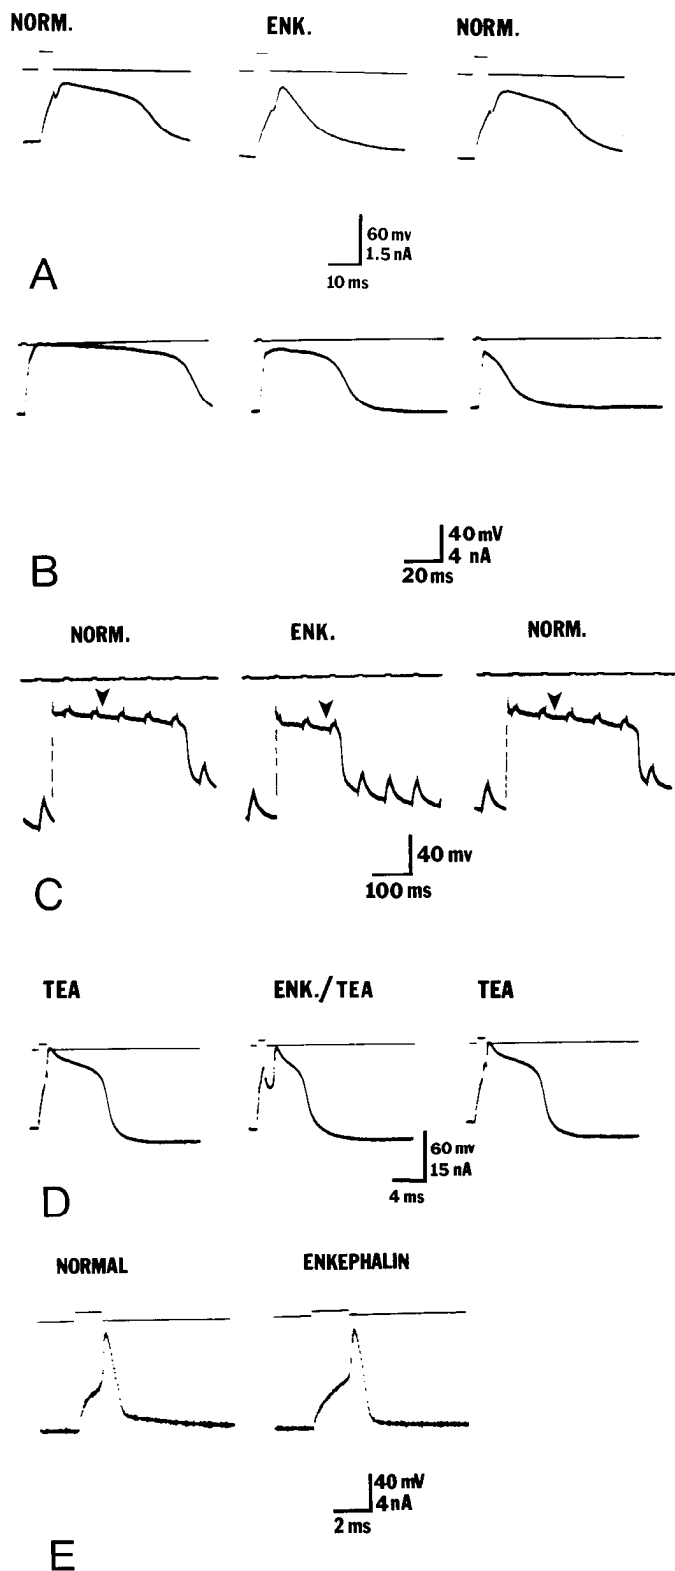 NORM. ENK. NORM.
60 mv
1.5 nA
10 ms
A
40 mV
4 nA
20 ms
B
NORM. ENK. NORM.
40 mv
100 ms
C
TEA ENK./TEA TEA
60 mv
15 nA
4 ms
D
NORMAL ENKEPHALIN
40 mV
4 nA
2 ms
E